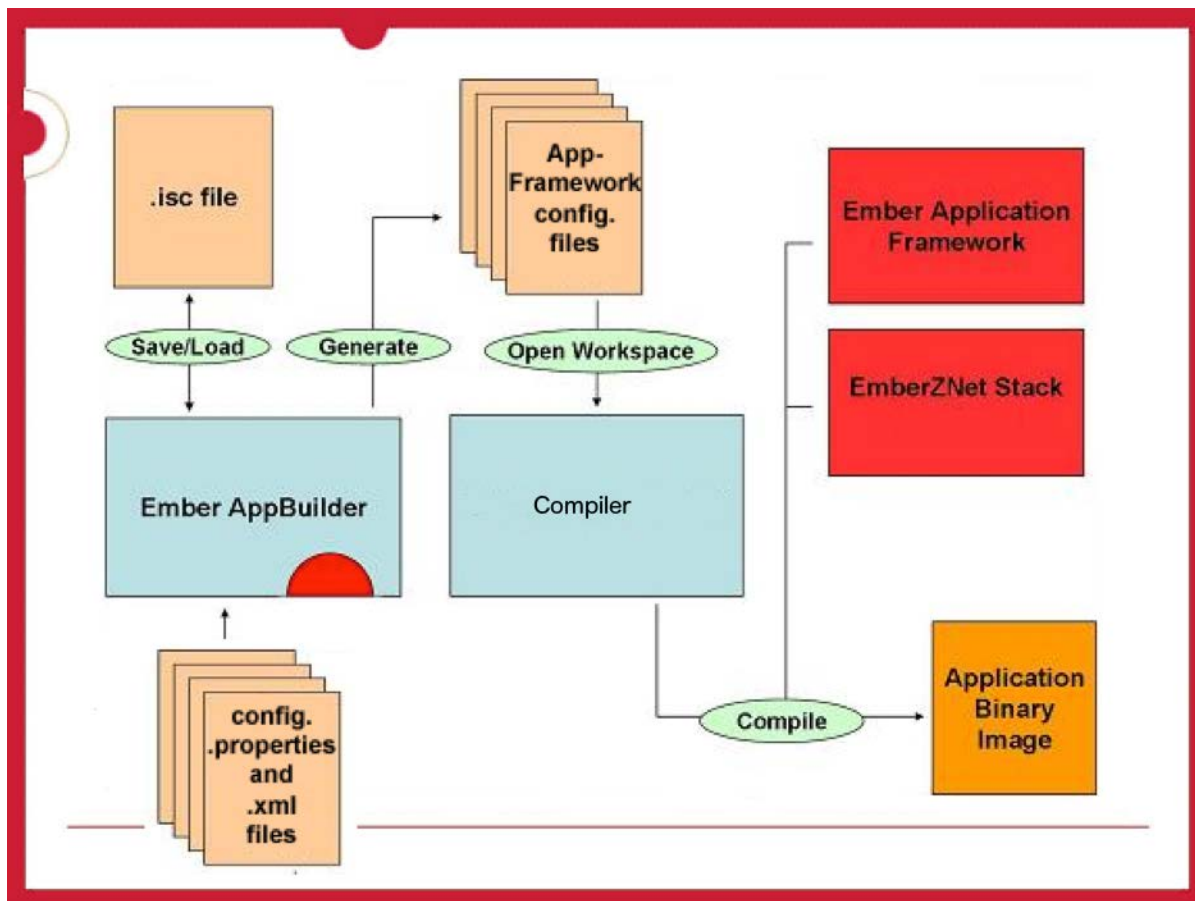 .isc file
App-
Framework
config.
files
Ember Application
Framework
Save/Load
Generate
Open Workspace
EmberZNet Stack
Ember AppBuilder
Compiler
config.
.properties
and
.xml
files
Compile
Application
Binary
Image